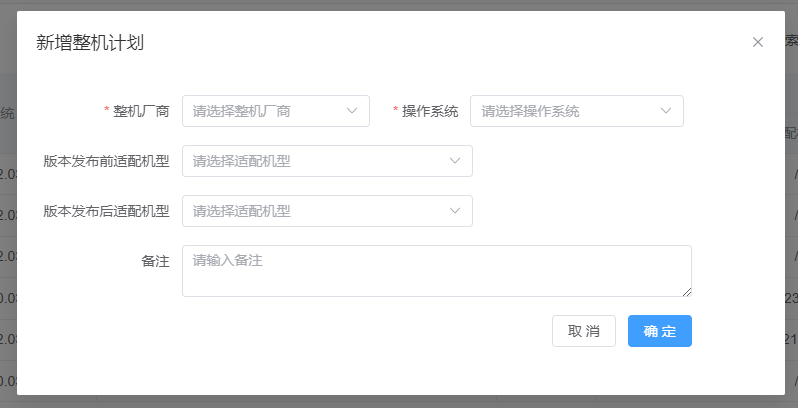 新增整机计划
* 整机厂商 请选择整机厂商 * 操作系统 请选择操作系统
版本发布前适配机型 请选择适配机型
版本发布后适配机型 请选择适配机型
备注 请输入备注
取 消 确 定